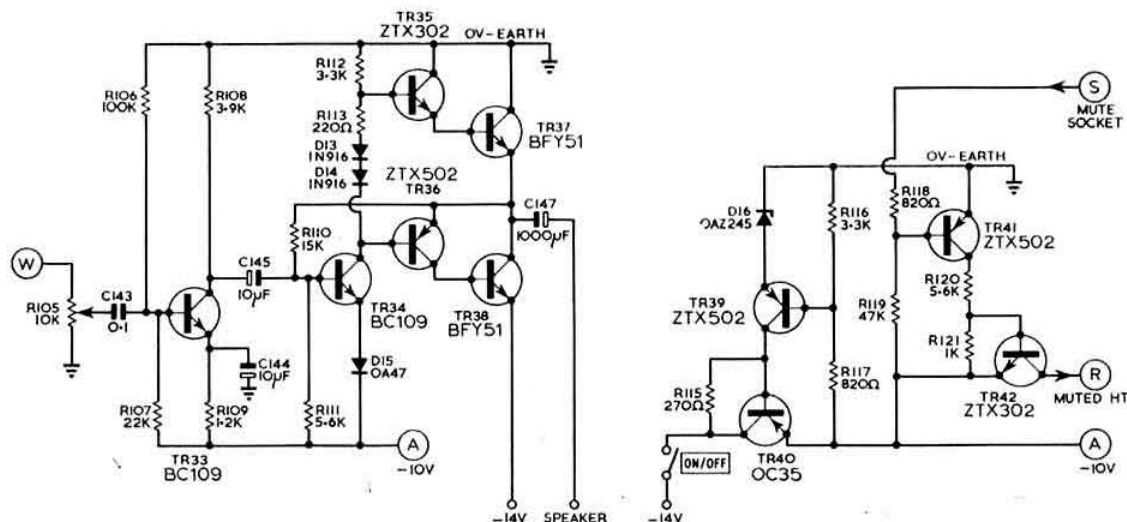 TR35
ZTX302
OV-EARTH
R112
3·3K
R106
100K
R108
3·9K
R113
220Ω
D13
IN916
D14
IN916
ZTX502
TR36
TR37
BFY51
C147
1000µF
R110
15K
C145
10µF
W
R105
10K
C143
0·1
TR34
BC109
TR38
BFY51
C144
10µF
D15
OA47
R107
22K
R109
1·2K
R111
5·6K
A
-10V
TR33
BC109
-14V
SPEAKER
S
MUTE
SOCKET
OV-EARTH
R118
820Ω
D16
OAZ245
R116
3·3K
TR41
ZTX502
R120
5·6K
TR39
ZTX502
R119
47K
R121
1K
R117
820Ω
R115
270Ω
TR42
ZTX302
R
MUTED HT
ON/OFF
TR40
OC35
A
-10V
-14V